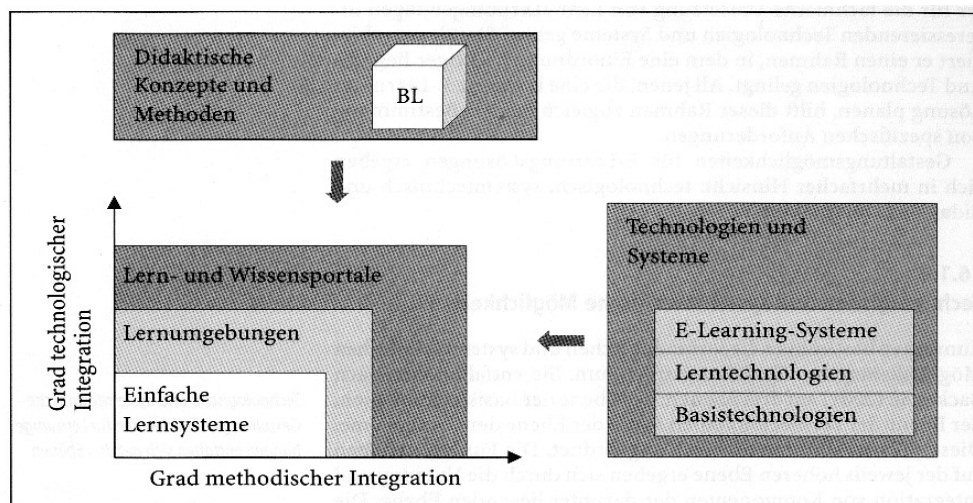 Didaktische
Konzepte und
Methoden
BL
Grad technologischer
Integration
Lern- und Wissensportale
Lernumgebungen
Einfache
Lernsysteme
Grad methodischer Integration
Technologien und
Systeme
E-Learning-Systeme
Lerntechnologien
Basistechnologien